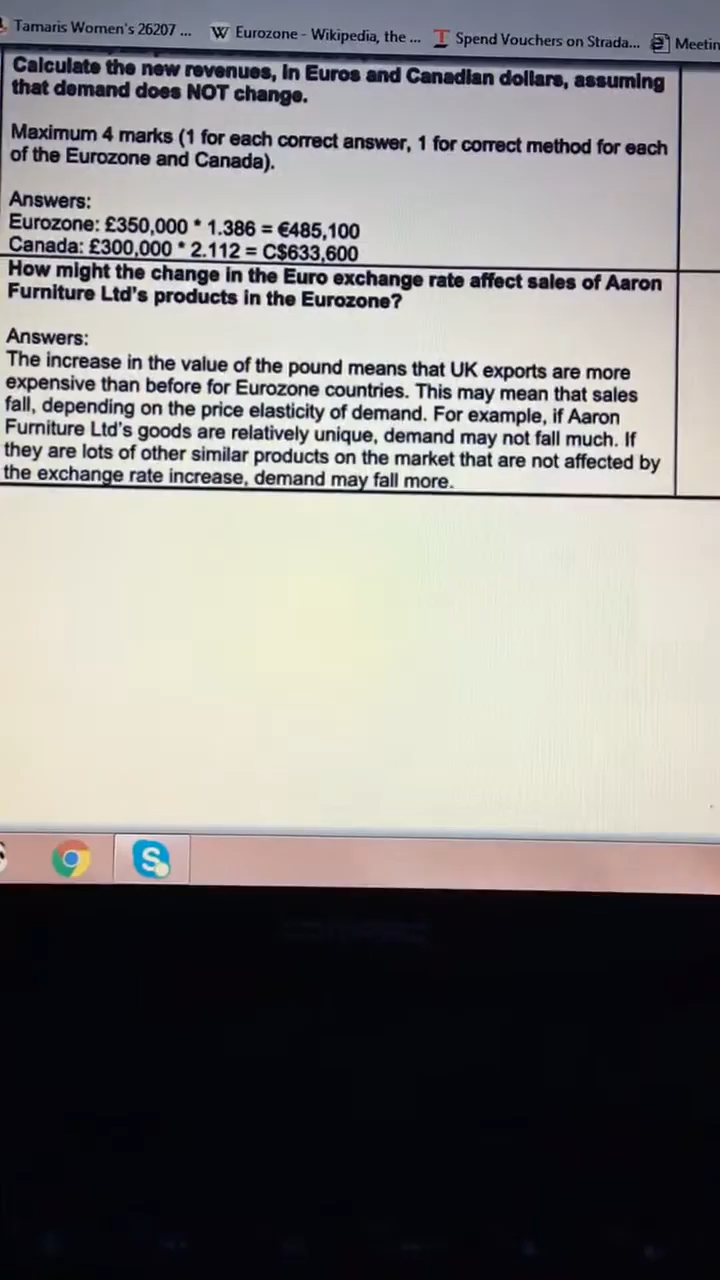 Tamaris Women's 26207 ...
Eurozone - Wikipedia, the ...
Spend Vouchers on Strada...
Meetin
Calculate the new revenues, in Euros and Canadian dollars, assuming
that demand does NOT change.
Maximum 4 marks (1 for each correct answer, 1 for correct method for each
of the Eurozone and Canada).
Answers:
Eurozone: £350,000 * 1.386 = €485,100
Canada: £300,000 * 2.112 = C$633,600
How might the change in the Euro exchange rate affect sales of Aaron
Furniture Ltd's products in the Eurozone?
Answers:
The increase in the value of the pound means that UK exports are more
expensive than before for Eurozone countries. This may mean that sales
fall, depending on the price elasticity of demand. For example, if Aaron
Furniture Ltd's goods are relatively unique, demand may not fall much. If
they are lots of other similar products on the market that are not affected by
the exchange rate increase, demand may fall more.